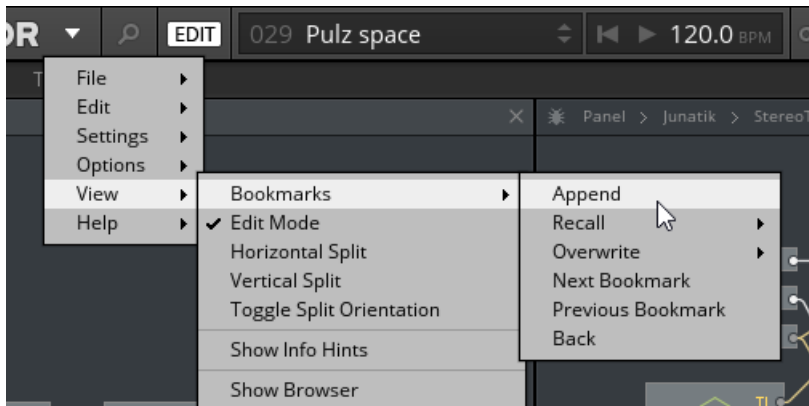 OR EDIT 029 Pulz space 120.0 BPM
File
Edit
Settings
Options
View
Help
Bookmarks
Edit Mode
Horizontal Split
Vertical Split
Toggle Split Orientation
Show Info Hints
Show Browser
Append
Recall
Overwrite
Next Bookmark
Previous Bookmark
Back
Panel > Junatik > StereoT